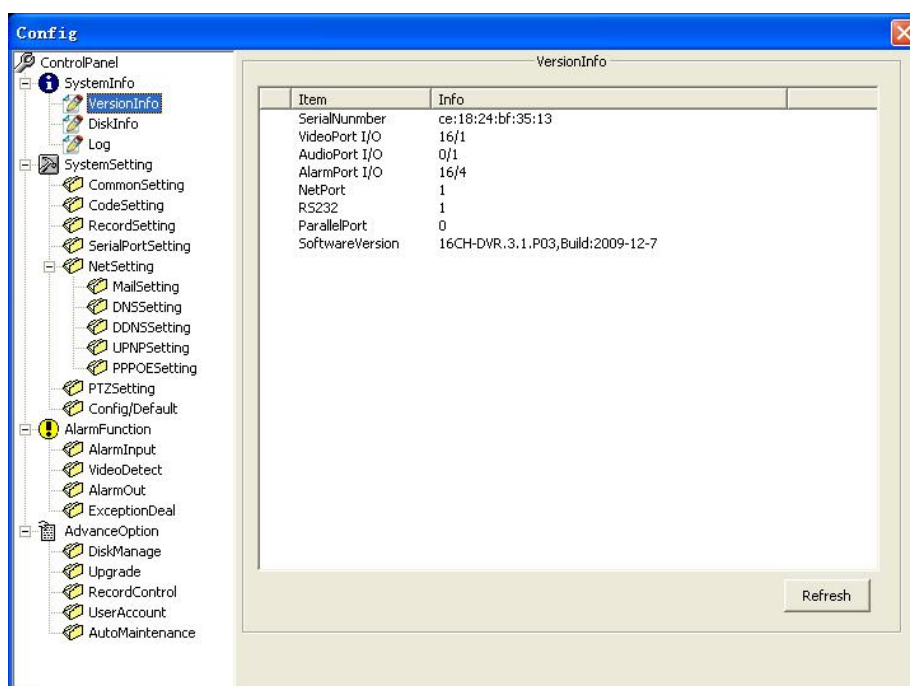 Config
ControlPanel
SystemInfo
VersionInfo
DiskInfo
Log
SystemSetting
CommonSetting
CodeSetting
RecordSetting
SerialPortSetting
NetSetting
MailSetting
DNSSetting
DDNSSetting
UPNPSetting
PPPOESetting
PTZSetting
Config/Default
AlarmFunction
AlarmInput
VideoDetect
AlarmOut
ExceptionDeal
AdvanceOption
DiskManage
Upgrade
RecordControl
UserAccount
AutoMaintenance
VersionInfo
Item Info
SerialNunmber ce:18:24:bf:35:13
VideoPort I/O 16/1
AudioPort I/O 0/1
AlarmPort I/O 16/4
NetPort 1
RS232 1
ParallelPort 0
SoftwareVersion 16CH-DVR.3.1.P03,Build:2009-12-7
Refresh